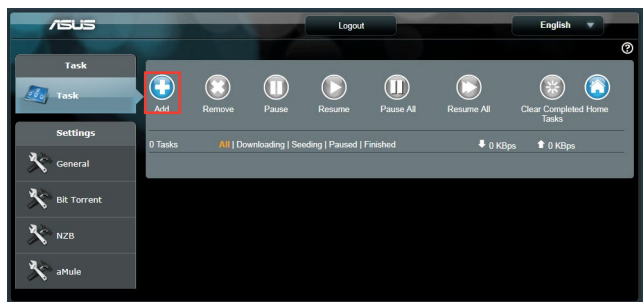 ASUS
Logout
English
?
Task
Task
Add
Remove
Pause
Resume
Pause All
Resume All
Clear Completed Tasks
Home
0 Tasks
All | Downloading | Seeding | Paused | Finished
0 KBps
0 KBps
Settings
General
Bit Torrent
NZB
aMule